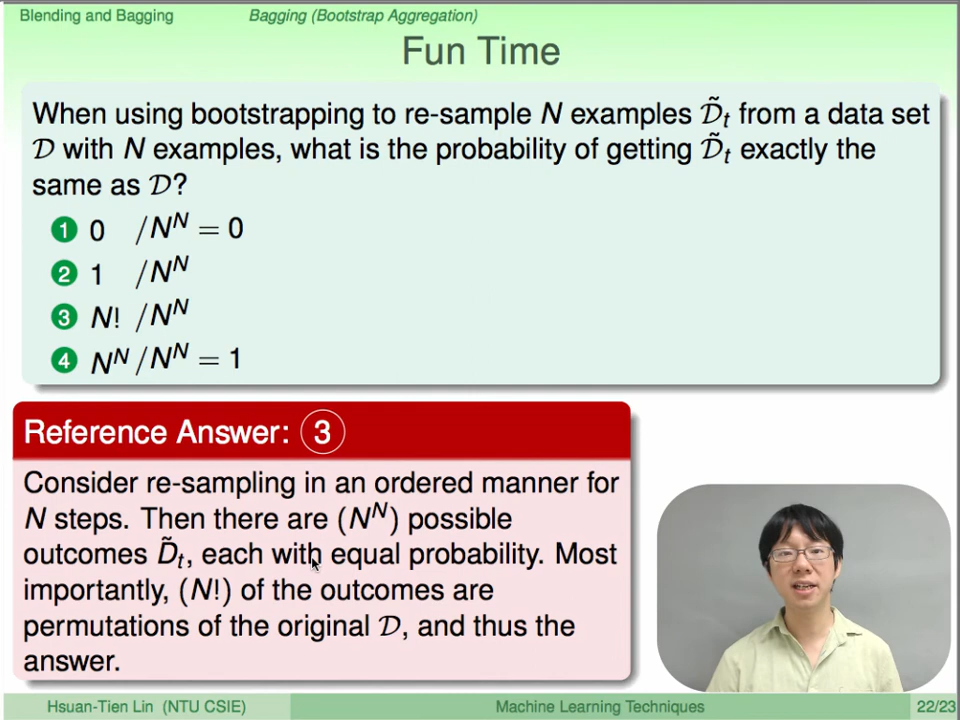 Blending and Bagging    Bagging (Bootstrap Aggregation)
Fun Time
When using bootstrapping to re-sample N examples D̃_t from a data set
𝒟 with N examples, what is the probability of getting D̃_t exactly the
same as 𝒟?
1 0 /N^N = 0
2 1 /N^N
3 N! /N^N
4 N^N /N^N = 1
Reference Answer: 3
Consider re-sampling in an ordered manner for
N steps. Then there are (N^N) possible
outcomes D̃_t, each with equal probability. Most
importantly, (N!) of the outcomes are
permutations of the original 𝒟, and thus the
answer.
Hsuan-Tien Lin (NTU CSIE)    Machine Learning Techniques    22/23